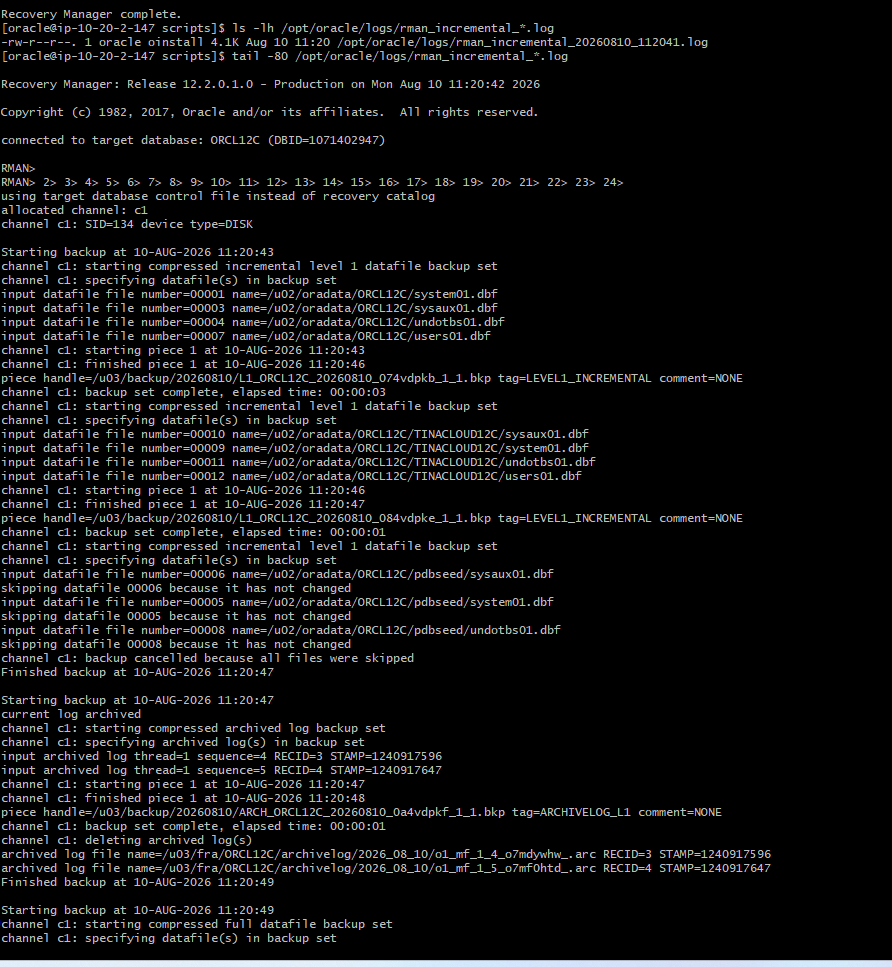 Recovery Manager complete.
[oracle@ip-10-20-2-147 scripts]$ ls -lh /opt/oracle/logs/rman_incremental_*.log
-rw-r--r--. 1 oracle oinstall 4.1K Aug 10 11:20 /opt/oracle/logs/rman_incremental_20260810_112041.log
[oracle@ip-10-20-2-147 scripts]$ tail -80 /opt/oracle/logs/rman_incremental_*.log
Recovery Manager: Release 12.2.0.1.0 - Production on Mon Aug 10 11:20:42 2026
Copyright (c) 1982, 2017, Oracle and/or its affiliates.  All rights reserved.
connected to target database: ORCL12C (DBID=1071402947)
RMAN>
RMAN> 2> 3> 4> 5> 6> 7> 8> 9> 10> 11> 12> 13> 14> 15> 16> 17> 18> 19> 20> 21> 22> 23> 24>
using target database control file instead of recovery catalog
allocated channel: c1
channel c1: SID=134 device type=DISK
Starting backup at 10-AUG-2026 11:20:43
channel c1: starting compressed incremental level 1 datafile backup set
channel c1: specifying datafile(s) in backup set
input datafile file number=00001 name=/u02/oradata/ORCL12C/system01.dbf
input datafile file number=00003 name=/u02/oradata/ORCL12C/sysaux01.dbf
input datafile file number=00004 name=/u02/oradata/ORCL12C/undotbs01.dbf
input datafile file number=00007 name=/u02/oradata/ORCL12C/users01.dbf
channel c1: starting piece 1 at 10-AUG-2026 11:20:43
channel c1: finished piece 1 at 10-AUG-2026 11:20:46
piece handle=/u03/backup/20260810/L1_ORCL12C_20260810_074vdpkb_1_1.bkp tag=LEVEL1_INCREMENTAL comment=NONE
channel c1: backup set complete, elapsed time: 00:00:03
channel c1: starting compressed incremental level 1 datafile backup set
channel c1: specifying datafile(s) in backup set
input datafile file number=00010 name=/u02/oradata/ORCL12C/TINACLOUD12C/sysaux01.dbf
input datafile file number=00009 name=/u02/oradata/ORCL12C/TINACLOUD12C/system01.dbf
input datafile file number=00011 name=/u02/oradata/ORCL12C/TINACLOUD12C/undotbs01.dbf
input datafile file number=00012 name=/u02/oradata/ORCL12C/TINACLOUD12C/users01.dbf
channel c1: starting piece 1 at 10-AUG-2026 11:20:46
channel c1: finished piece 1 at 10-AUG-2026 11:20:47
piece handle=/u03/backup/20260810/L1_ORCL12C_20260810_084vdpke_1_1.bkp tag=LEVEL1_INCREMENTAL comment=NONE
channel c1: backup set complete, elapsed time: 00:00:01
channel c1: starting compressed incremental level 1 datafile backup set
channel c1: specifying datafile(s) in backup set
input datafile file number=00006 name=/u02/oradata/ORCL12C/pdbseed/sysaux01.dbf
skipping datafile 00006 because it has not changed
input datafile file number=00005 name=/u02/oradata/ORCL12C/pdbseed/system01.dbf
skipping datafile 00005 because it has not changed
input datafile file number=00008 name=/u02/oradata/ORCL12C/pdbseed/undotbs01.dbf
skipping datafile 00008 because it has not changed
channel c1: backup cancelled because all files were skipped
Finished backup at 10-AUG-2026 11:20:47
Starting backup at 10-AUG-2026 11:20:47
current log archived
channel c1: starting compressed archived log backup set
channel c1: specifying archived log(s) in backup set
input archived log thread=1 sequence=4 RECID=3 STAMP=1240917596
input archived log thread=1 sequence=5 RECID=4 STAMP=1240917647
channel c1: starting piece 1 at 10-AUG-2026 11:20:47
channel c1: finished piece 1 at 10-AUG-2026 11:20:48
piece handle=/u03/backup/20260810/ARCH_ORCL12C_20260810_0a4vdpkf_1_1.bkp tag=ARCHIVELOG_L1 comment=NONE
channel c1: backup set complete, elapsed time: 00:00:01
channel c1: deleting archived log(s)
archived log file name=/u03/fra/ORCL12C/archivelog/2026_08_10/o1_mf_1_4_o7mdywhw_.arc RECID=3 STAMP=1240917596
archived log file name=/u03/fra/ORCL12C/archivelog/2026_08_10/o1_mf_1_5_o7mf0htd_.arc RECID=4 STAMP=1240917647
Finished backup at 10-AUG-2026 11:20:49
Starting backup at 10-AUG-2026 11:20:49
channel c1: starting compressed full datafile backup set
channel c1: specifying datafile(s) in backup set